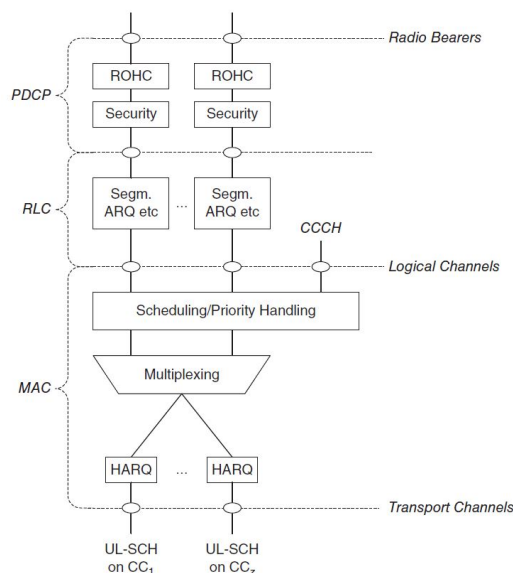 Radio Bearers
ROHC ROHC
PDCP
Security Security
Segm. ARQ etc ... Segm. ARQ etc
RLC
CCCH
Logical Channels
Scheduling/Priority Handling
Multiplexing
MAC
HARQ ... HARQ
Transport Channels
UL-SCH on CC1 UL-SCH on CCz